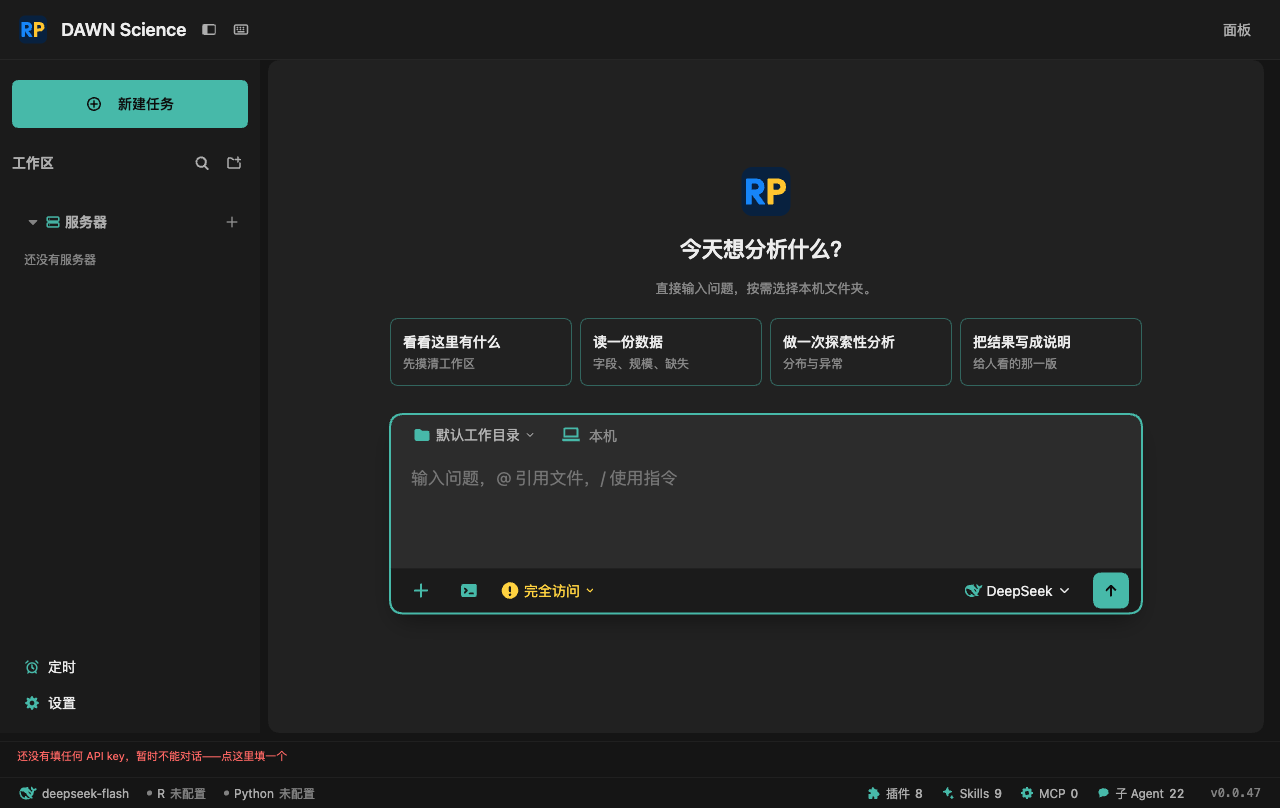 RP DAWN Science
面板
新建任务
工作区
服务器
还没有服务器
定时
设置
RP
今天想分析什么?
直接输入问题，按需选择本机文件夹。
看看这里有什么
先摸清工作区
读一份数据
字段、规模、缺失
做一次探索性分析
分布与异常
把结果写成说明
给人看的那一版
默认工作目录 本机
输入问题，@ 引用文件，/ 使用指令
完全访问 DeepSeek
还没有填任何 API key，暂时不能对话——点这里填一个
deepseek-flash R 未配置 Python 未配置 插件 8 Skills 9 MCP 0 子 Agent 22 v0.0.47